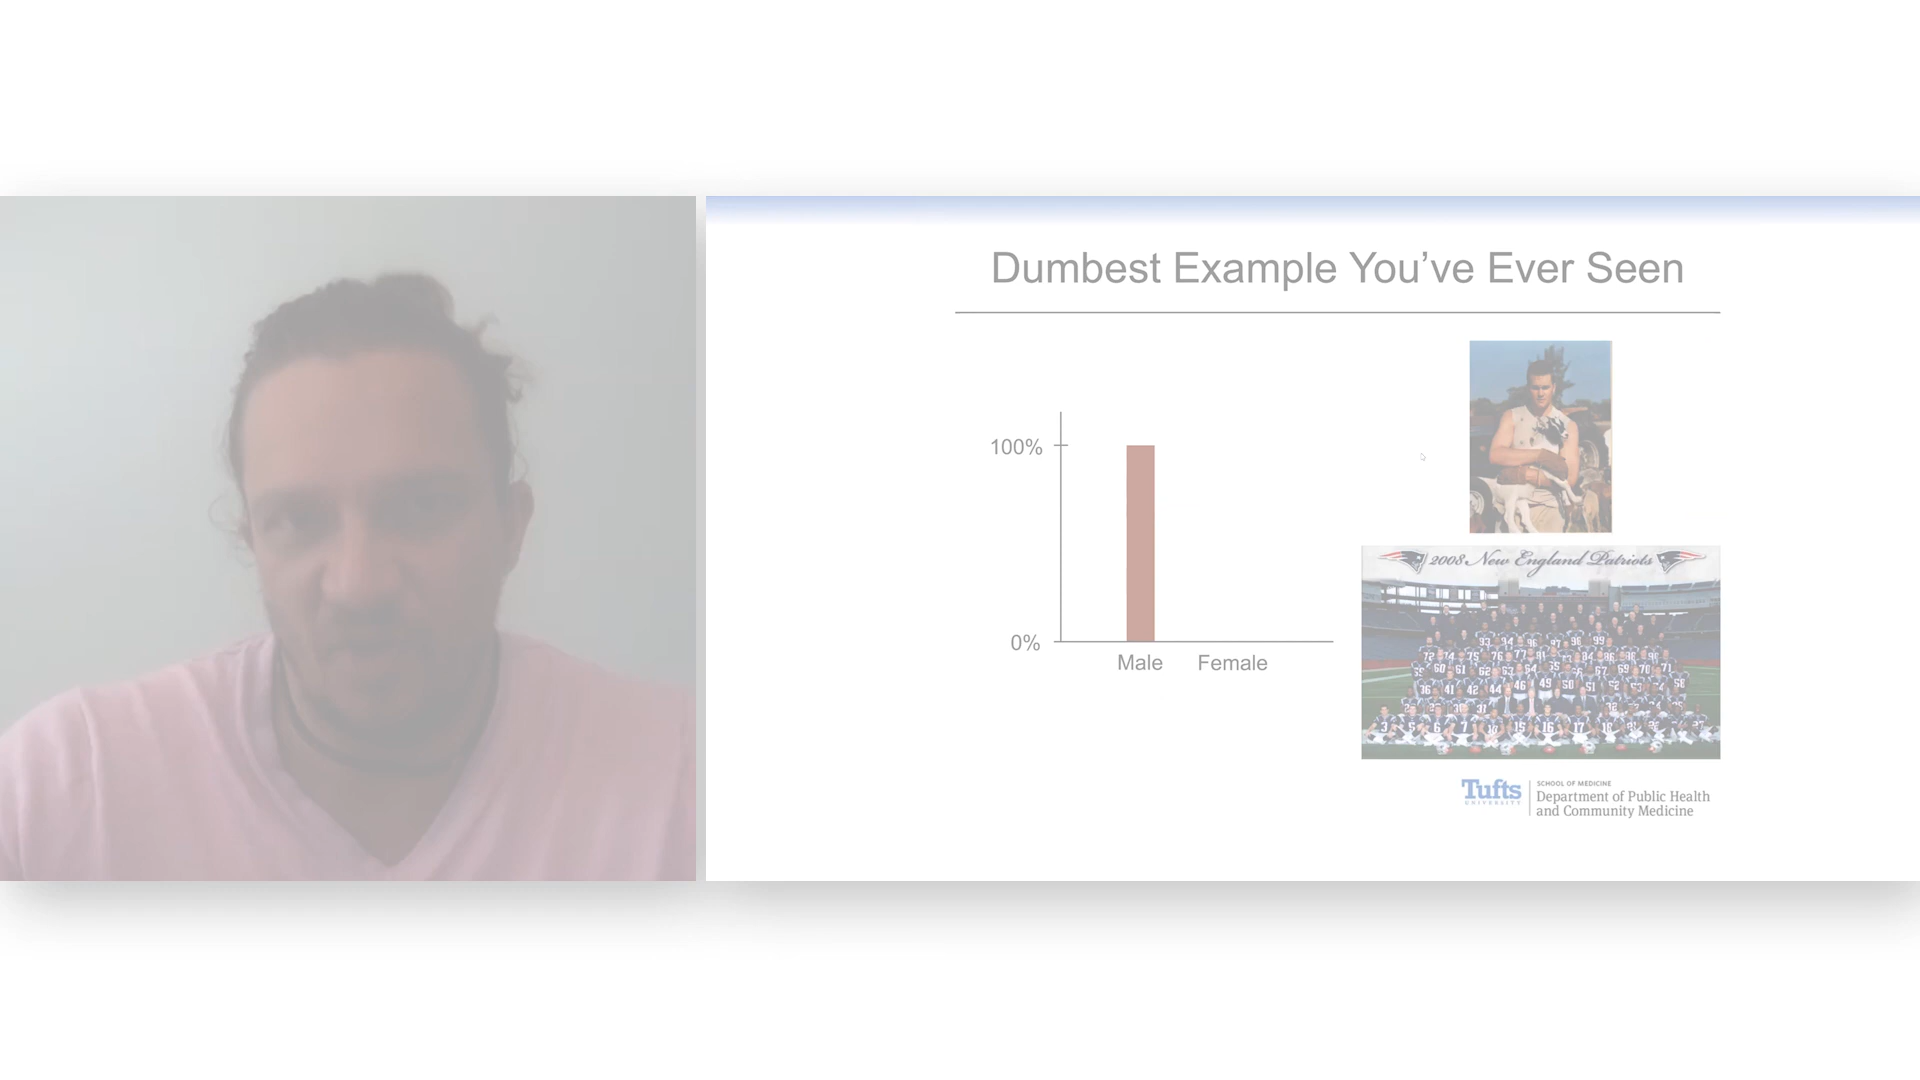 Dumbest Example You’ve Ever Seen
100%
0%
Male Female
2008 New England Patriots
Tufts
UNIVERSITY
SCHOOL OF MEDICINE
Department of Public Health
and Community Medicine